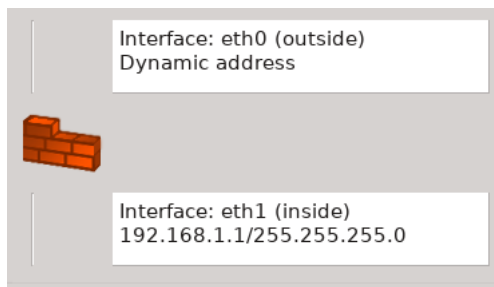 Interface: eth0 (outside)
Dynamic address
Interface: eth1 (inside)
192.168.1.1/255.255.255.0